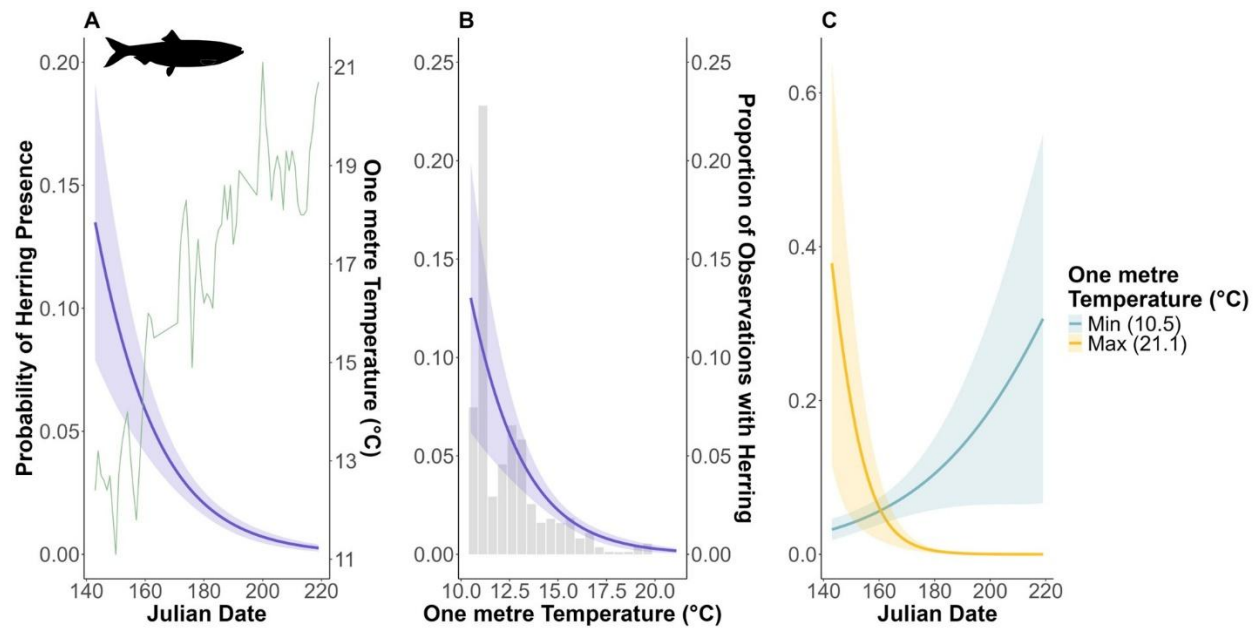 A
B
C
Probability of Herring Presence
0.20
0.15
0.10
0.05
0.00
21
19
17
15
13
11
One metre Temperature (°C)
140 160 180 200 220
Julian Date
0.25
0.20
0.15
0.10
0.05
0.00
0.25
0.20
0.15
0.10
0.05
0.00
Proportion of Observations with Herring
10.0 12.5 15.0 17.5 20.0
One metre Temperature (°C)
0.6
0.4
0.2
0.0
140 160 180 200 220
Julian Date
One metre
Temperature (°C)
Min (10.5)
Max (21.1)